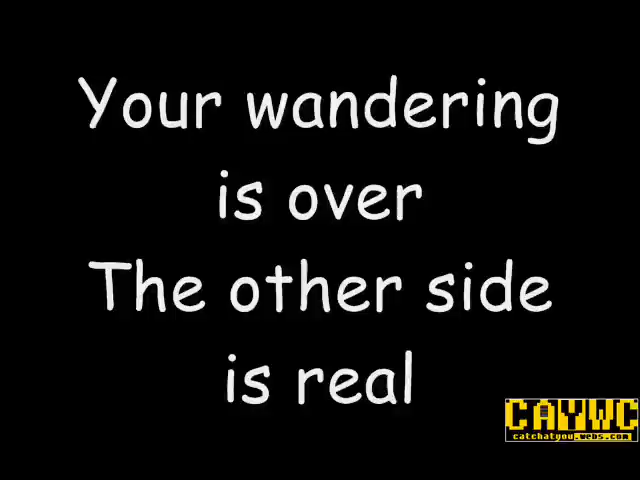 Your wandering
is over
The other side
is real
CAYWC
catchatyou.webs.com